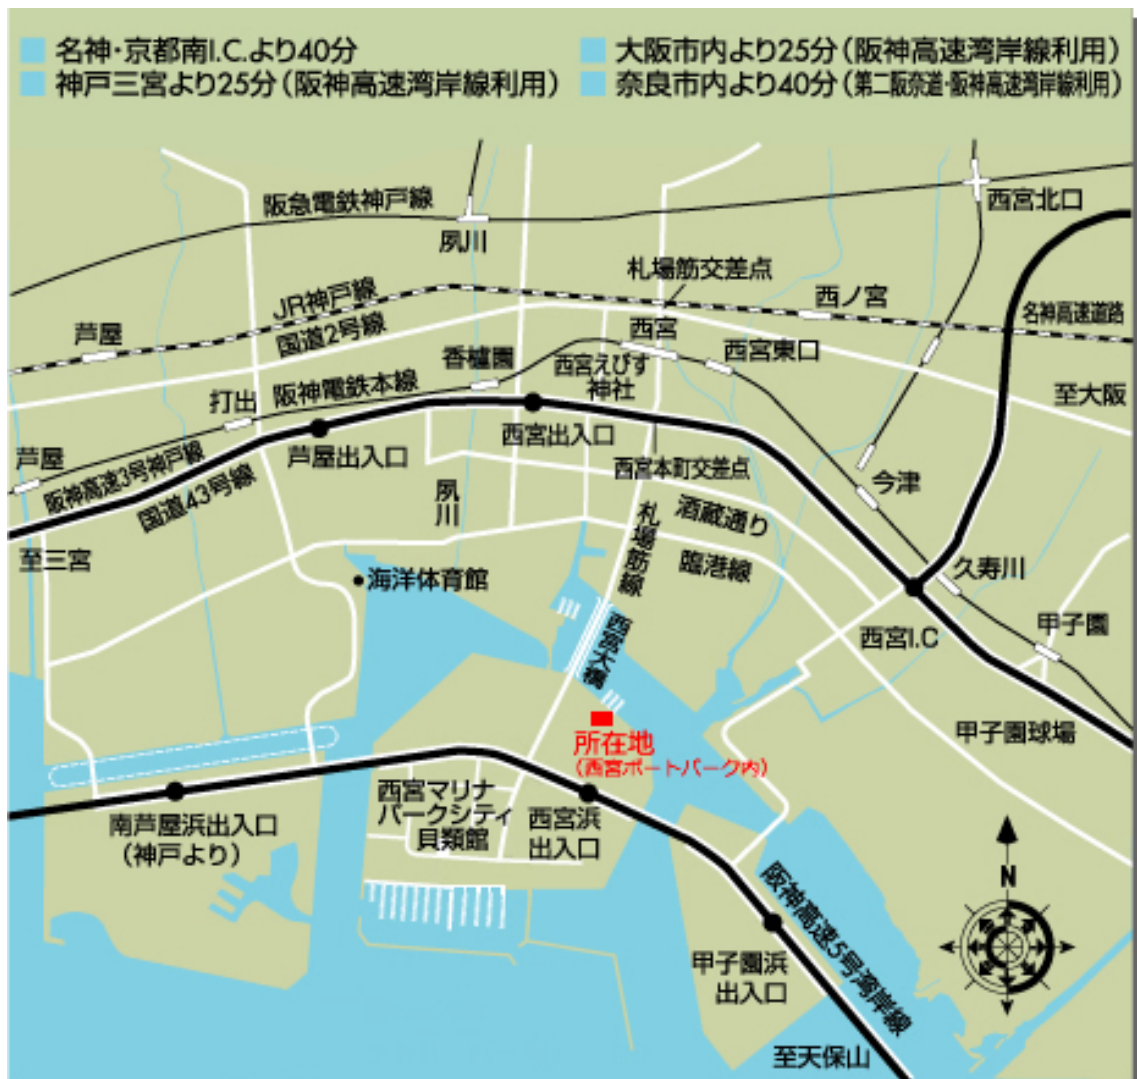 名神・京都南I.C.より40分
神戸三宮より25分（阪神高速湾岸線利用）
大阪市内より25分（阪神高速湾岸線利用）
奈良市内より40分（第二阪奈道・阪神高速湾岸線利用）
阪急電鉄神戸線
夙川
西宮北口
札場筋交差点
JR神戸線
西ノ宮
名神高速道路
芦屋
国道2号線
西宮
西宮東口
香櫨園
西宮えびす
神社
阪神電鉄本線
打出
至大阪
芦屋
阪神高速3号神戸線
国道43号線
芦屋出入口
西宮出入口
西宮本町交差点
今津
夙川
札場筋線
酒蔵通り
臨港線
至三宮
海洋体育館
久寿川
西宮大橋
西宮I.C
甲子園
所在地
（西宮ポートパーク内）
甲子園球場
西宮マリナ
パークシティ
貝類館
西宮浜
出入口
南芦屋浜出入口
（神戸より）
N
阪神高速5号湾岸線
甲子園浜
出入口
至天保山